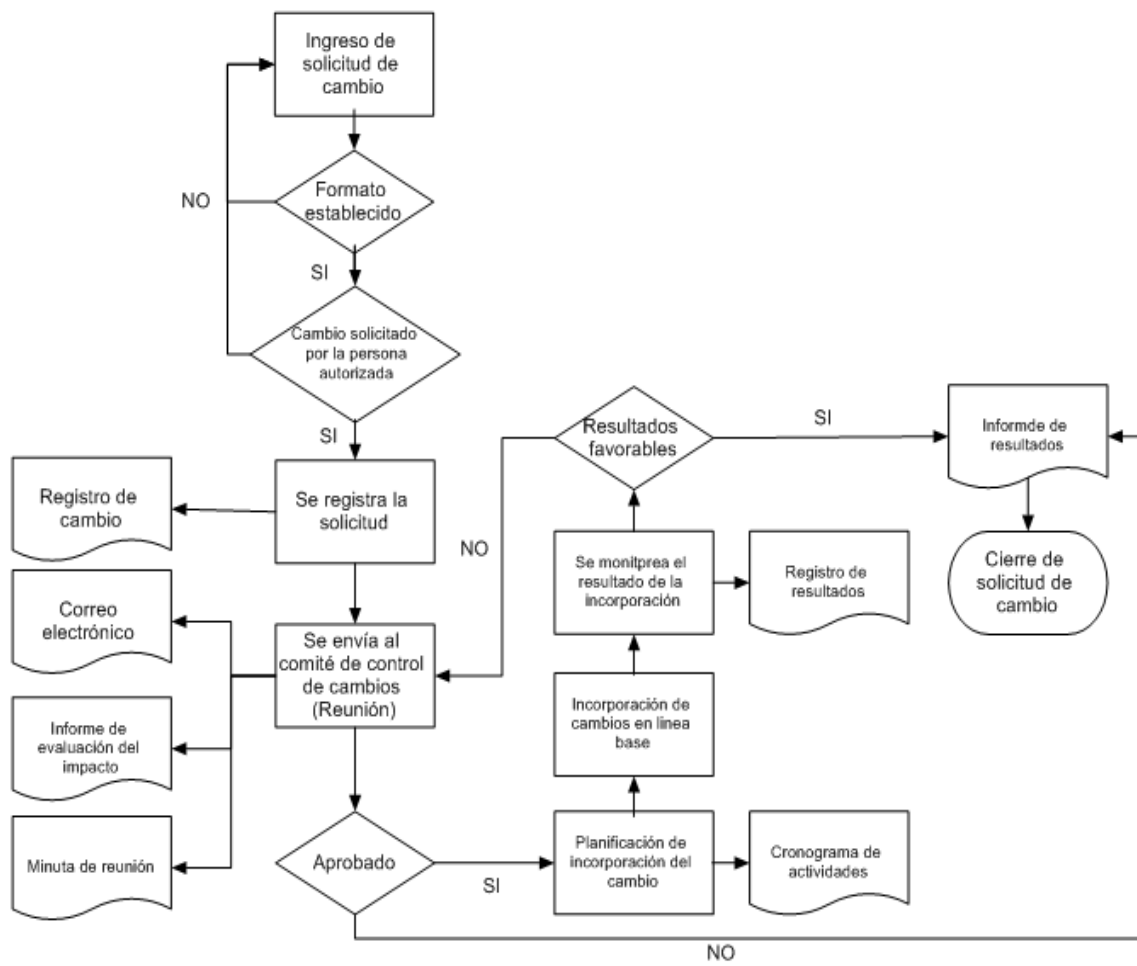 Ingreso de
solicitud de
cambio
NO
Formato
establecido
SI
Cambio solicitado
por la persona
autorizada
SI
Registro de
cambio
Se registra la
solicitud
Correo
electrónico
Se envía al
comité de control
de cambios
(Reunión)
Informe de
evaluación del
impacto
Minuta de reunión
Aprobado
SI
NO
Planificación de
incorporación del
cambio
Cronograma de
actividades
Incorporación de
cambios en linea
base
Se monitprea el
resultado de la
incorporación
Registro de
resultados
Resultados
favorables
NO
SI
Informde de
resultados
Cierre de
solicitud de
cambio